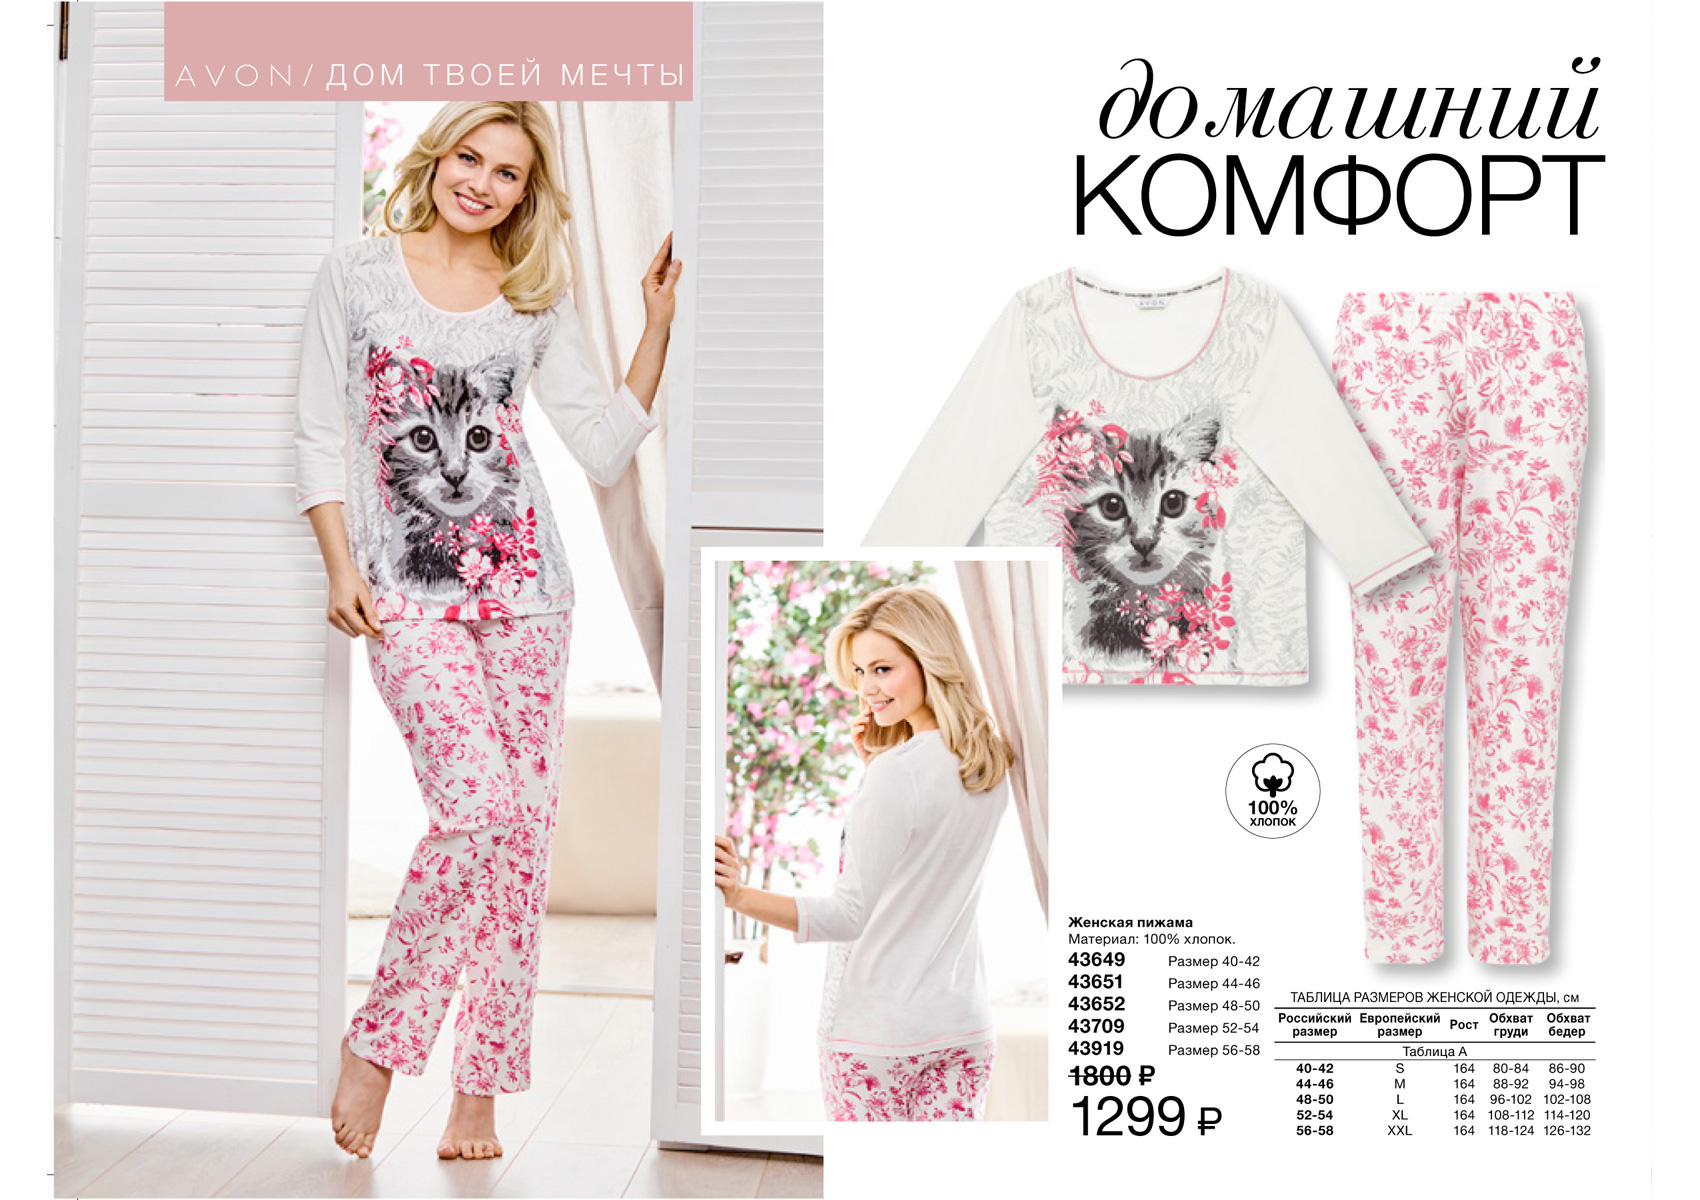 AVON/ДОМ ТВОЕЙ МЕЧТЫ
домашний
КОМФОРТ
AVON
100%
ХЛОПОК
Женская пижама
Материал: 100% хлопок.
43649 Размер 40-42
43651 Размер 44-46
43652 Размер 48-50
43709 Размер 52-54
43919 Размер 56-58
1800 ₽
1299 ₽
ТАБЛИЦА РАЗМЕРОВ ЖЕНСКОЙ ОДЕЖДЫ, см
Российский размер Европейский размер Рост Обхват груди Обхват бедер
Таблица А
40-42 S 164 80-84 86-90
44-46 M 164 88-92 94-98
48-50 L 164 96-102 102-108
52-54 XL 164 108-112 114-120
56-58 XXL 164 118-124 126-132